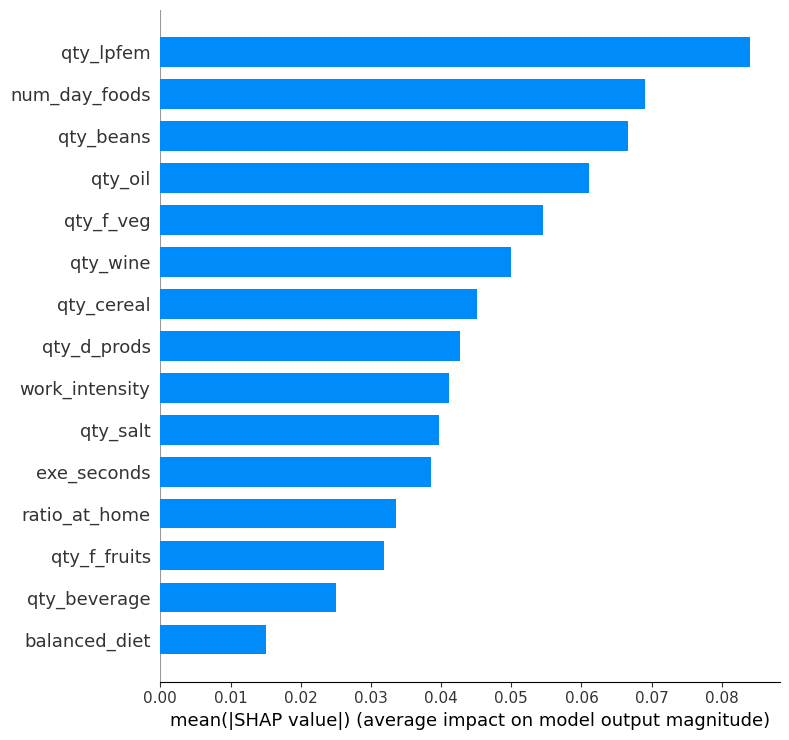 qty_lpfem
num_day_foods
qty_beans
qty_oil
qty_f_veg
qty_wine
qty_cereal
qty_d_prods
work_intensity
qty_salt
exe_seconds
ratio_at_home
qty_f_fruits
qty_beverage
balanced_diet
0.00 0.01 0.02 0.03 0.04 0.05 0.06 0.07 0.08
mean(|SHAP value|) (average impact on model output magnitude)